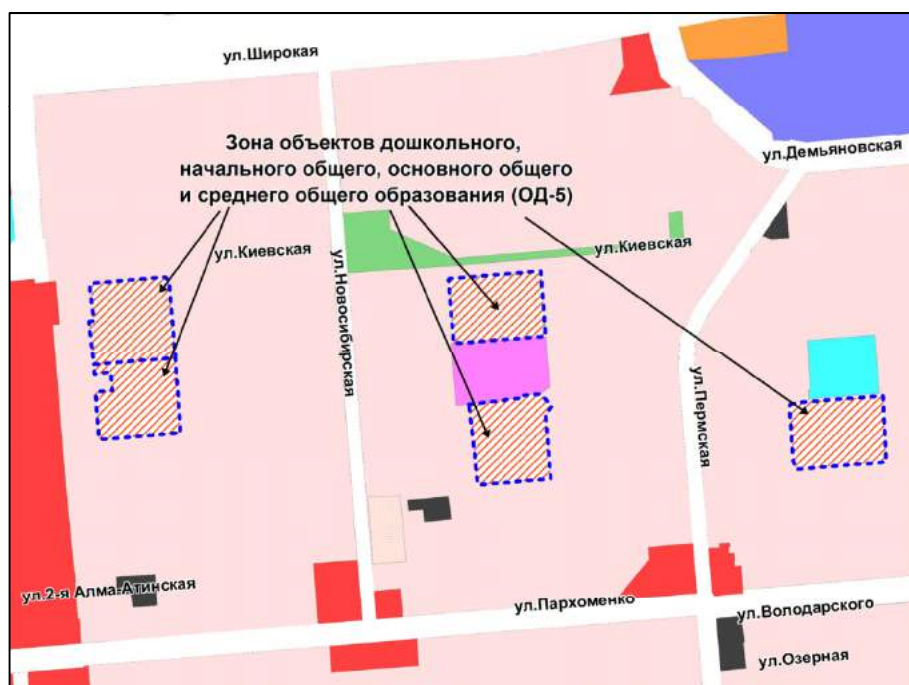 ул.Широкая
Зона объектов дошкольного,
начального общего, основного общего
и среднего общего образования (ОД-5)
ул.Демьяновская
ул.Киевская
ул.Киевская
ул.Новосибирская
ул.Пермская
ул.2-я Алма-Атинская
ул.Пархоменко
ул.Володарского
ул.Озерная